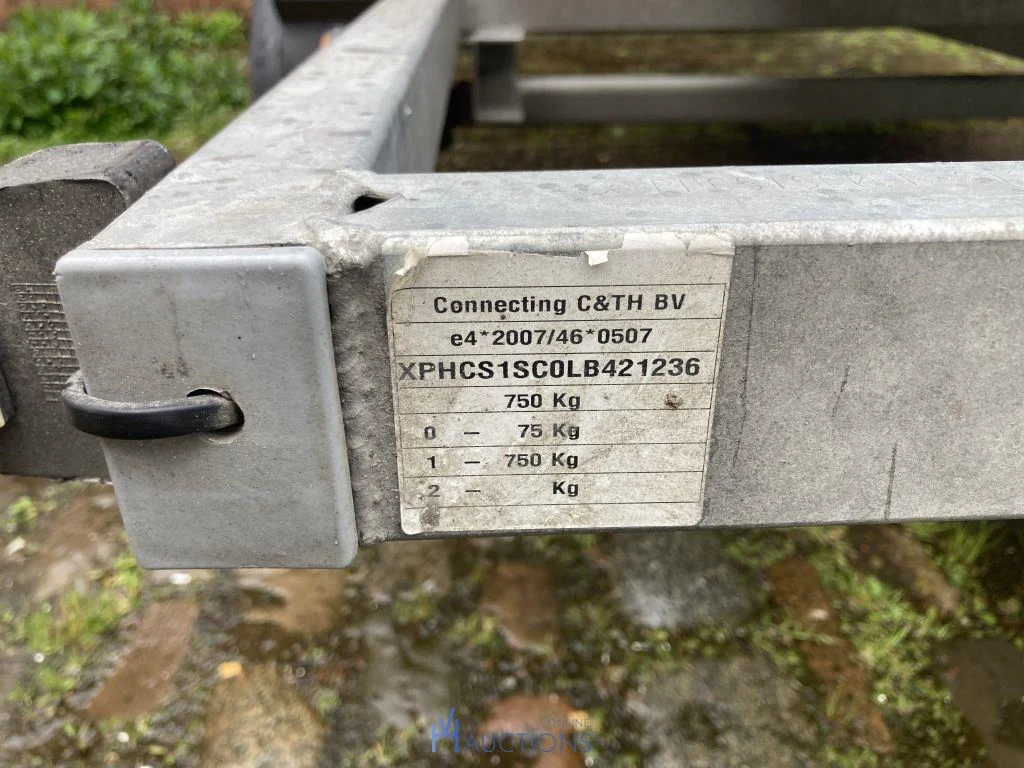 Connecting C&TH BV
e4*2007/46*0507
XPHCS1SC0LB421236
750 Kg
0 — 75 Kg
1 — 750 Kg
2 — Kg
ONLINE
AUCTIONS